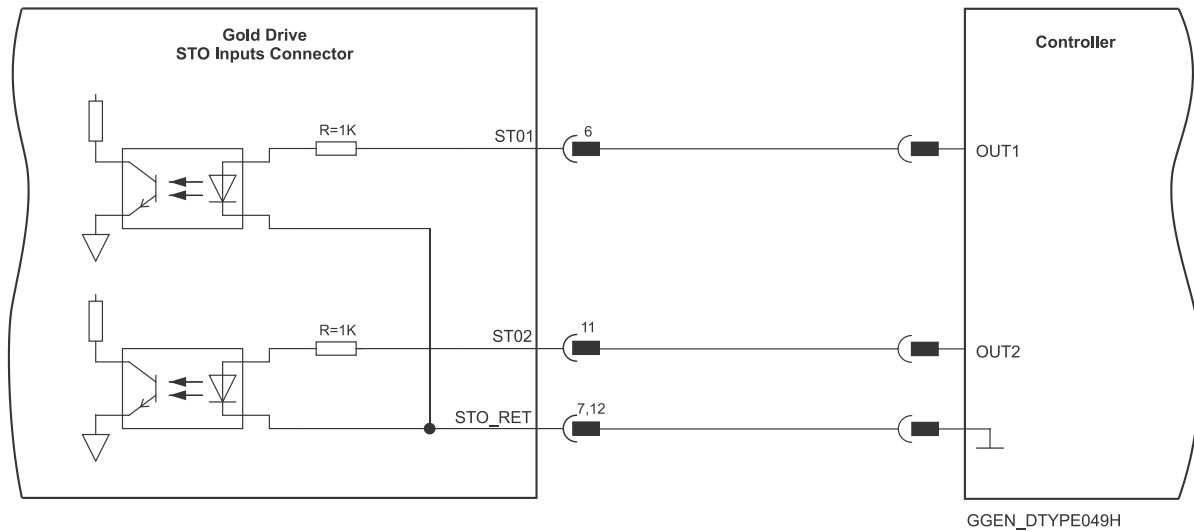 Gold Drive
STO Inputs Connector
Controller
R=1K
ST01
6
OUT1
R=1K
ST02
11
OUT2
STO_RET
7,12
GGEN_DTYPE049H